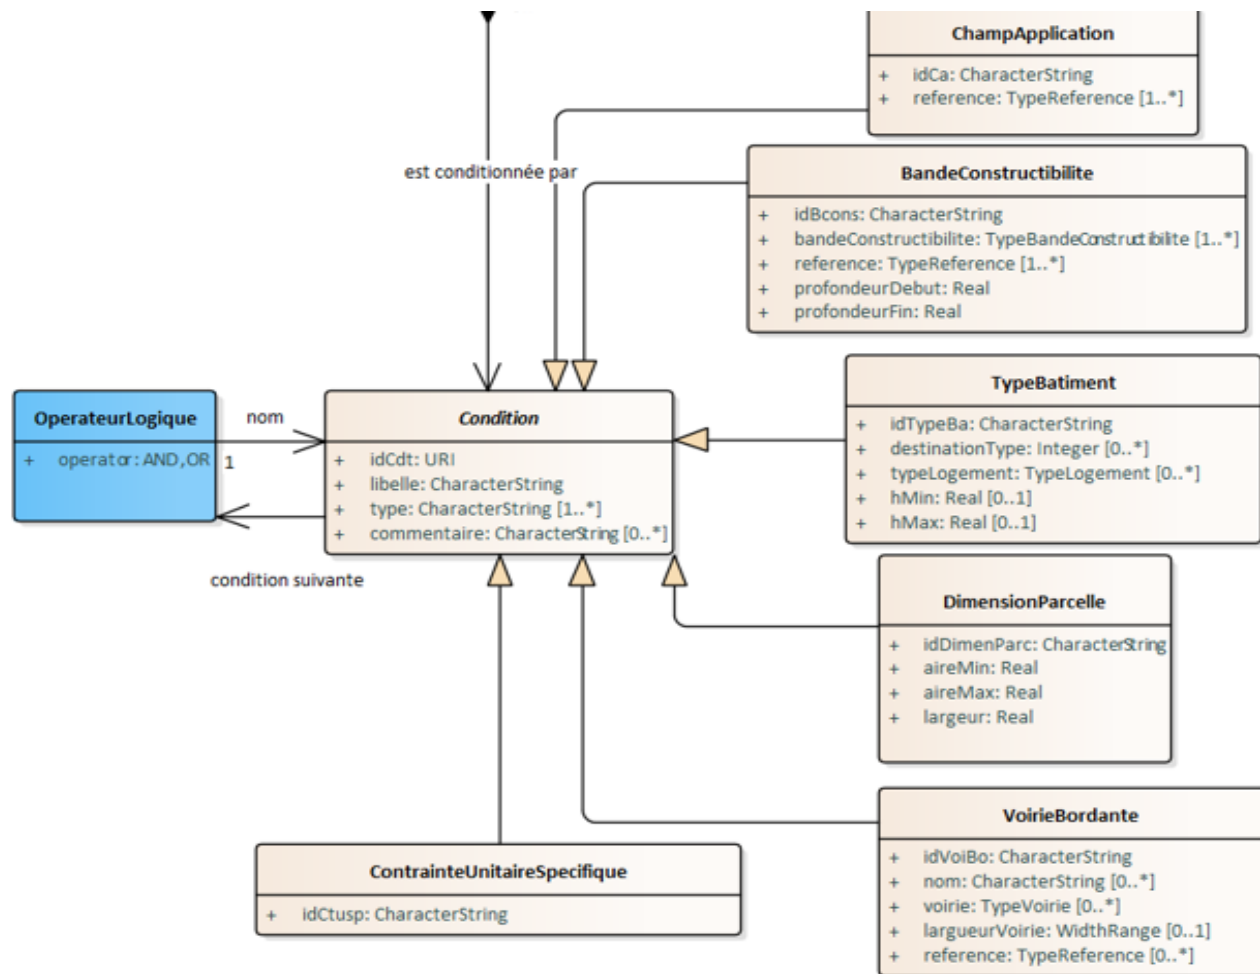 ChampApplication
+ idCa: CharacterString
+ reference: TypeReference [1..*]
est conditionnée par
BandeConstructibilite
+ idBcons: CharacterString
+ bandeConstructibilite: TypeBandeConstructibilite [1..*]
+ reference: TypeReference [1..*]
+ profondeurDebut: Real
+ profondeurFin: Real
OperateurLogique
+ operator: AND,OR
nom
1
Condition
+ idCdt: URI
+ libelle: CharacterString
+ type: CharacterString [1..*]
+ commentaire: CharacterString [0..*]
condition suivante
TypeBatiment
+ idTypeBa: CharacterString
+ destinationType: Integer [0..*]
+ typeLogement: TypeLogement [0..*]
+ hMin: Real [0..1]
+ hMax: Real [0..1]
DimensionParcelle
+ idDimenParc: CharacterString
+ aireMin: Real
+ aireMax: Real
+ largeur: Real
VoirieBordante
+ idVoiBo: CharacterString
+ nom: CharacterString [0..*]
+ voirie: TypeVoirie [0..*]
+ largueurVoirie: WidthRange [0..1]
+ reference: TypeReference [0..*]
ContrainteUnitaireSpecifique
+ idCtusp: CharacterString